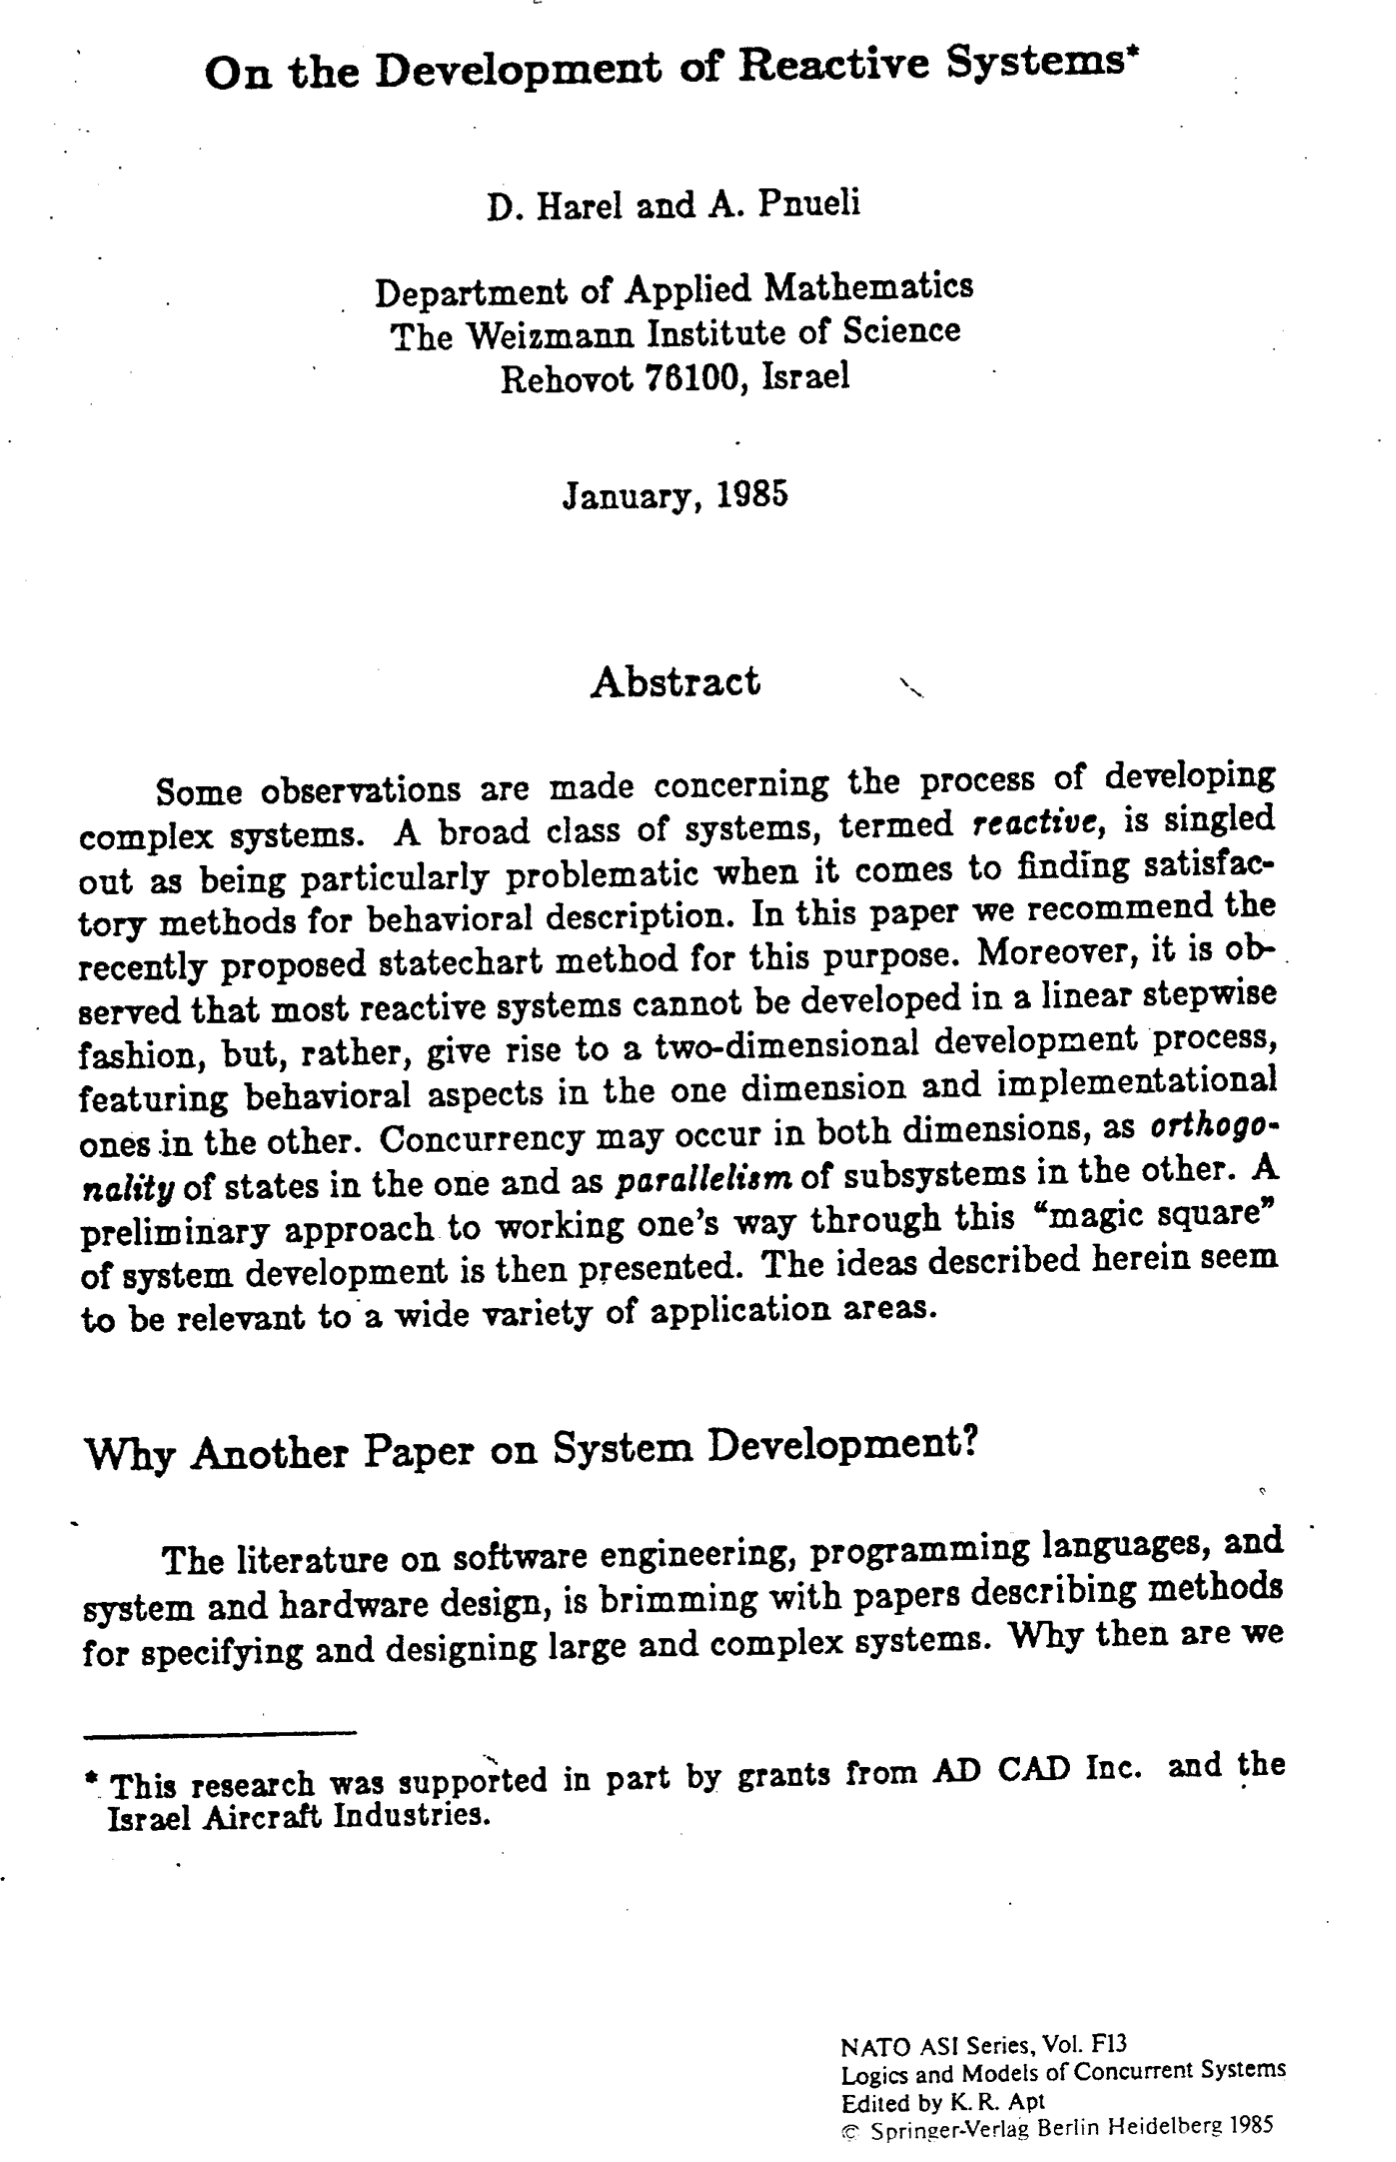 On the Development of Reactive Systems*
D. Harel and A. Pnueli
Department of Applied Mathematics
The Weizmann Institute of Science
Rehovot 76100, Israel
January, 1985
Abstract
Some observations are made concerning the process of developing
complex systems. A broad class of systems, termed reactive, is singled
out as being particularly problematic when it comes to finding satisfac-
tory methods for behavioral description. In this paper we recommend the
recently proposed statechart method for this purpose. Moreover, it is ob-
served that most reactive systems cannot be developed in a linear stepwise
fashion, but, rather, give rise to a two-dimensional development process,
featuring behavioral aspects in the one dimension and implementational
ones in the other. Concurrency may occur in both dimensions, as orthogo-
nality of states in the one and as parallelism of subsystems in the other. A
preliminary approach to working one's way through this “magic square”
of system development is then presented. The ideas described herein seem
to be relevant to a wide variety of application areas.
Why Another Paper on System Development?
The literature on software engineering, programming languages, and
system and hardware design, is brimming with papers describing methods
for specifying and designing large and complex systems. Why then are we
* This research was supported in part by grants from AD CAD Inc. and the
Israel Aircraft Industries.
NATO ASI Series, Vol. F13
Logics and Models of Concurrent Systems
Edited by K. R. Apt
© Springer-Verlag Berlin Heidelberg 1985